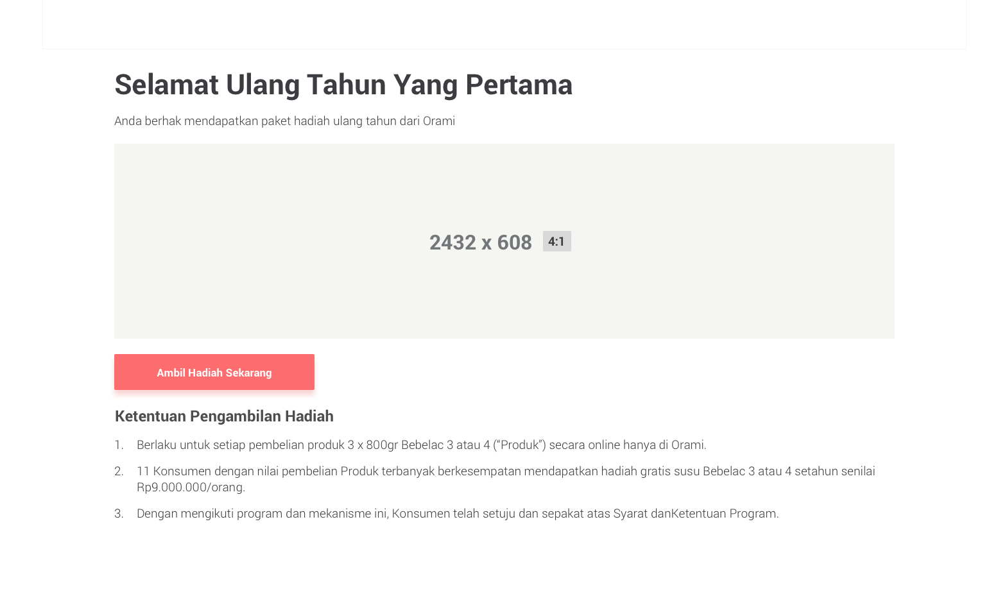 Selamat Ulang Tahun Yang Pertama
Anda berhak mendapatkan paket hadiah ulang tahun dari Orami
2432 x 608 4:1
Ambil Hadiah Sekarang
Ketentuan Pengambilan Hadiah
1. Berlaku untuk setiap pembelian produk 3 x 800gr Bebelac 3 atau 4 (“Produk”) secara online hanya di Orami.
2. 11 Konsumen dengan nilai pembelian Produk terbanyak berkesempatan mendapatkan hadiah gratis susu Bebelac 3 atau 4 setahun senilai
Rp9.000.000/orang.
3. Dengan mengikuti program dan mekanisme ini, Konsumen telah setuju dan sepakat atas Syarat danKetentuan Program.